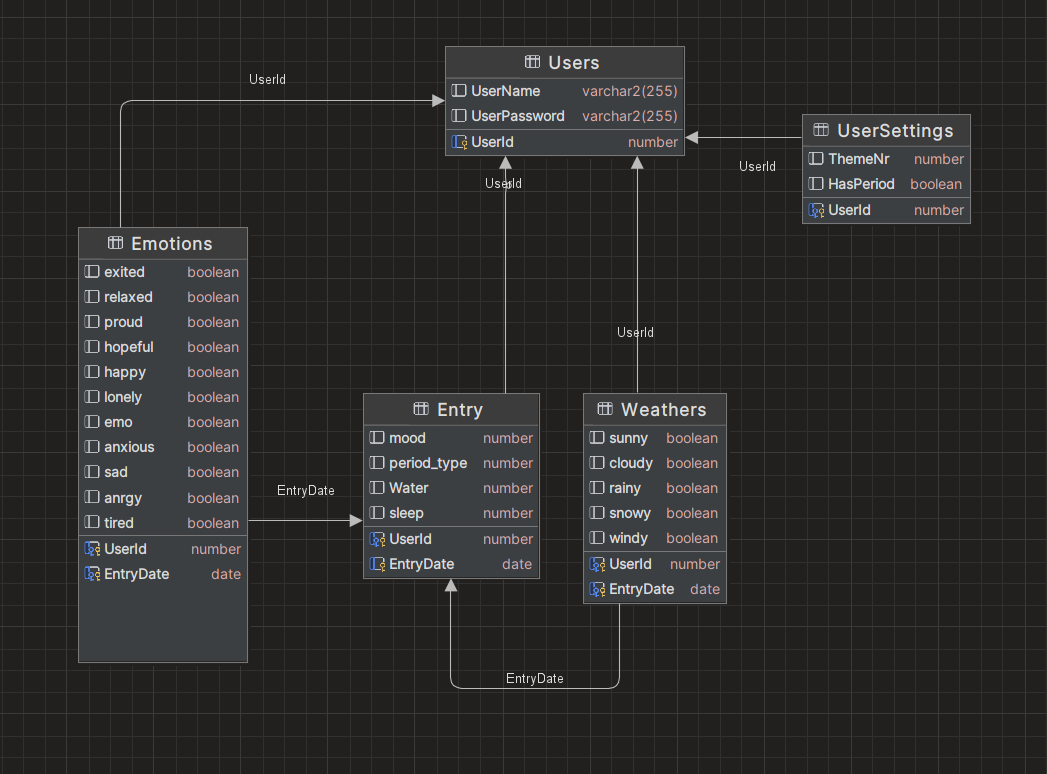 Users
UserName varchar2(255)
UserPassword varchar2(255)
UserId number
UserId
UserSettings
ThemeNr number
HasPeriod boolean
UserId number
UserId
UserId
Emotions
exited boolean
relaxed boolean
proud boolean
hopeful boolean
happy boolean
lonely boolean
emo boolean
anxious boolean
sad boolean
anrgy boolean
tired boolean
UserId number
EntryDate date
UserId
EntryDate
Entry
mood number
period_type number
Water number
sleep number
UserId number
EntryDate date
Weathers
sunny boolean
cloudy boolean
rainy boolean
snowy boolean
windy boolean
UserId number
EntryDate date
EntryDate